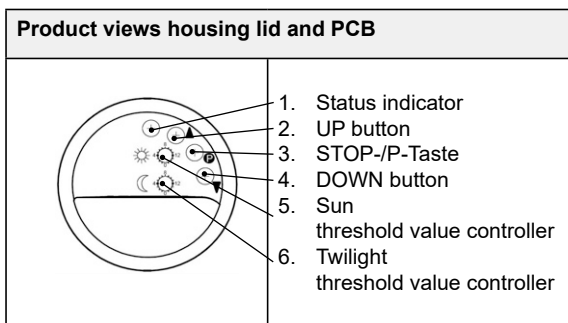 Product views housing lid and PCB
1. Status indicator
2. UP button
3. STOP-/P-Taste
4. DOWN button
5. Sun
threshold value controller
6. Twilight
threshold value controller
P